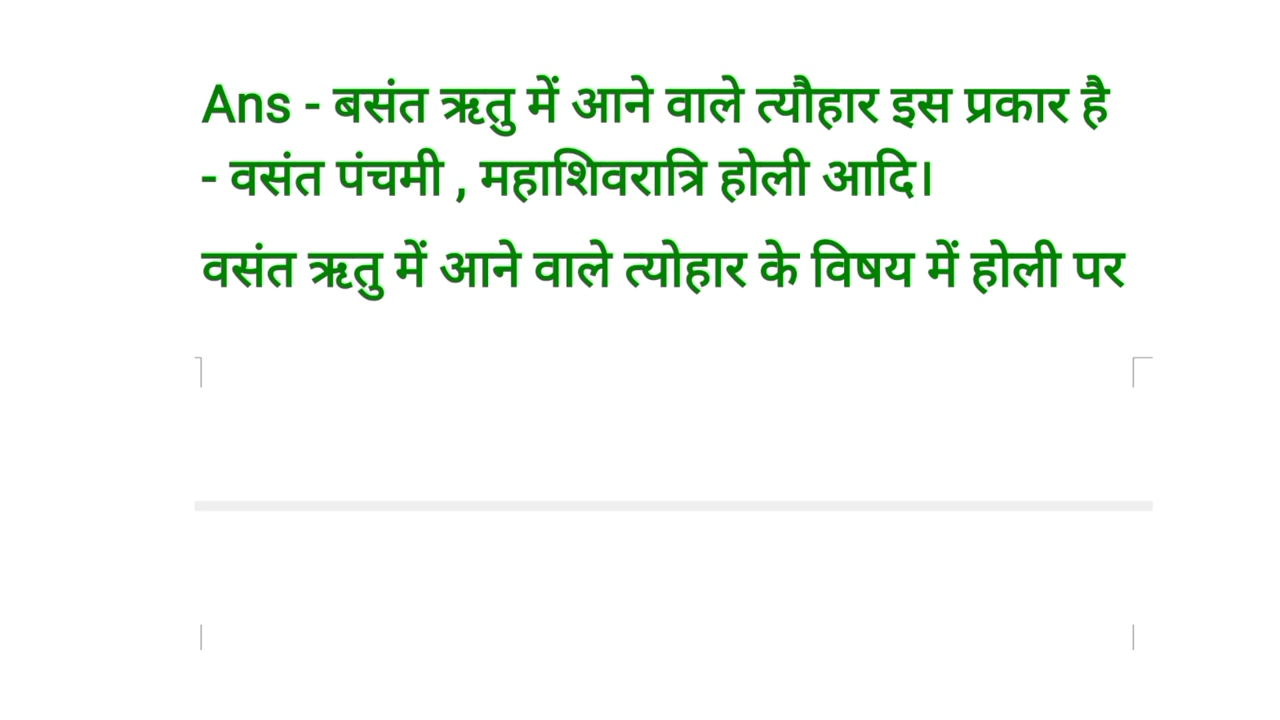 Ans - बसंत ऋतु में आने वाले त्यौहार इस प्रकार है
- वसंत पंचमी , महाशिवरात्रि होली आदि।
वसंत ऋतु में आने वाले त्योहार के विषय में होली पर